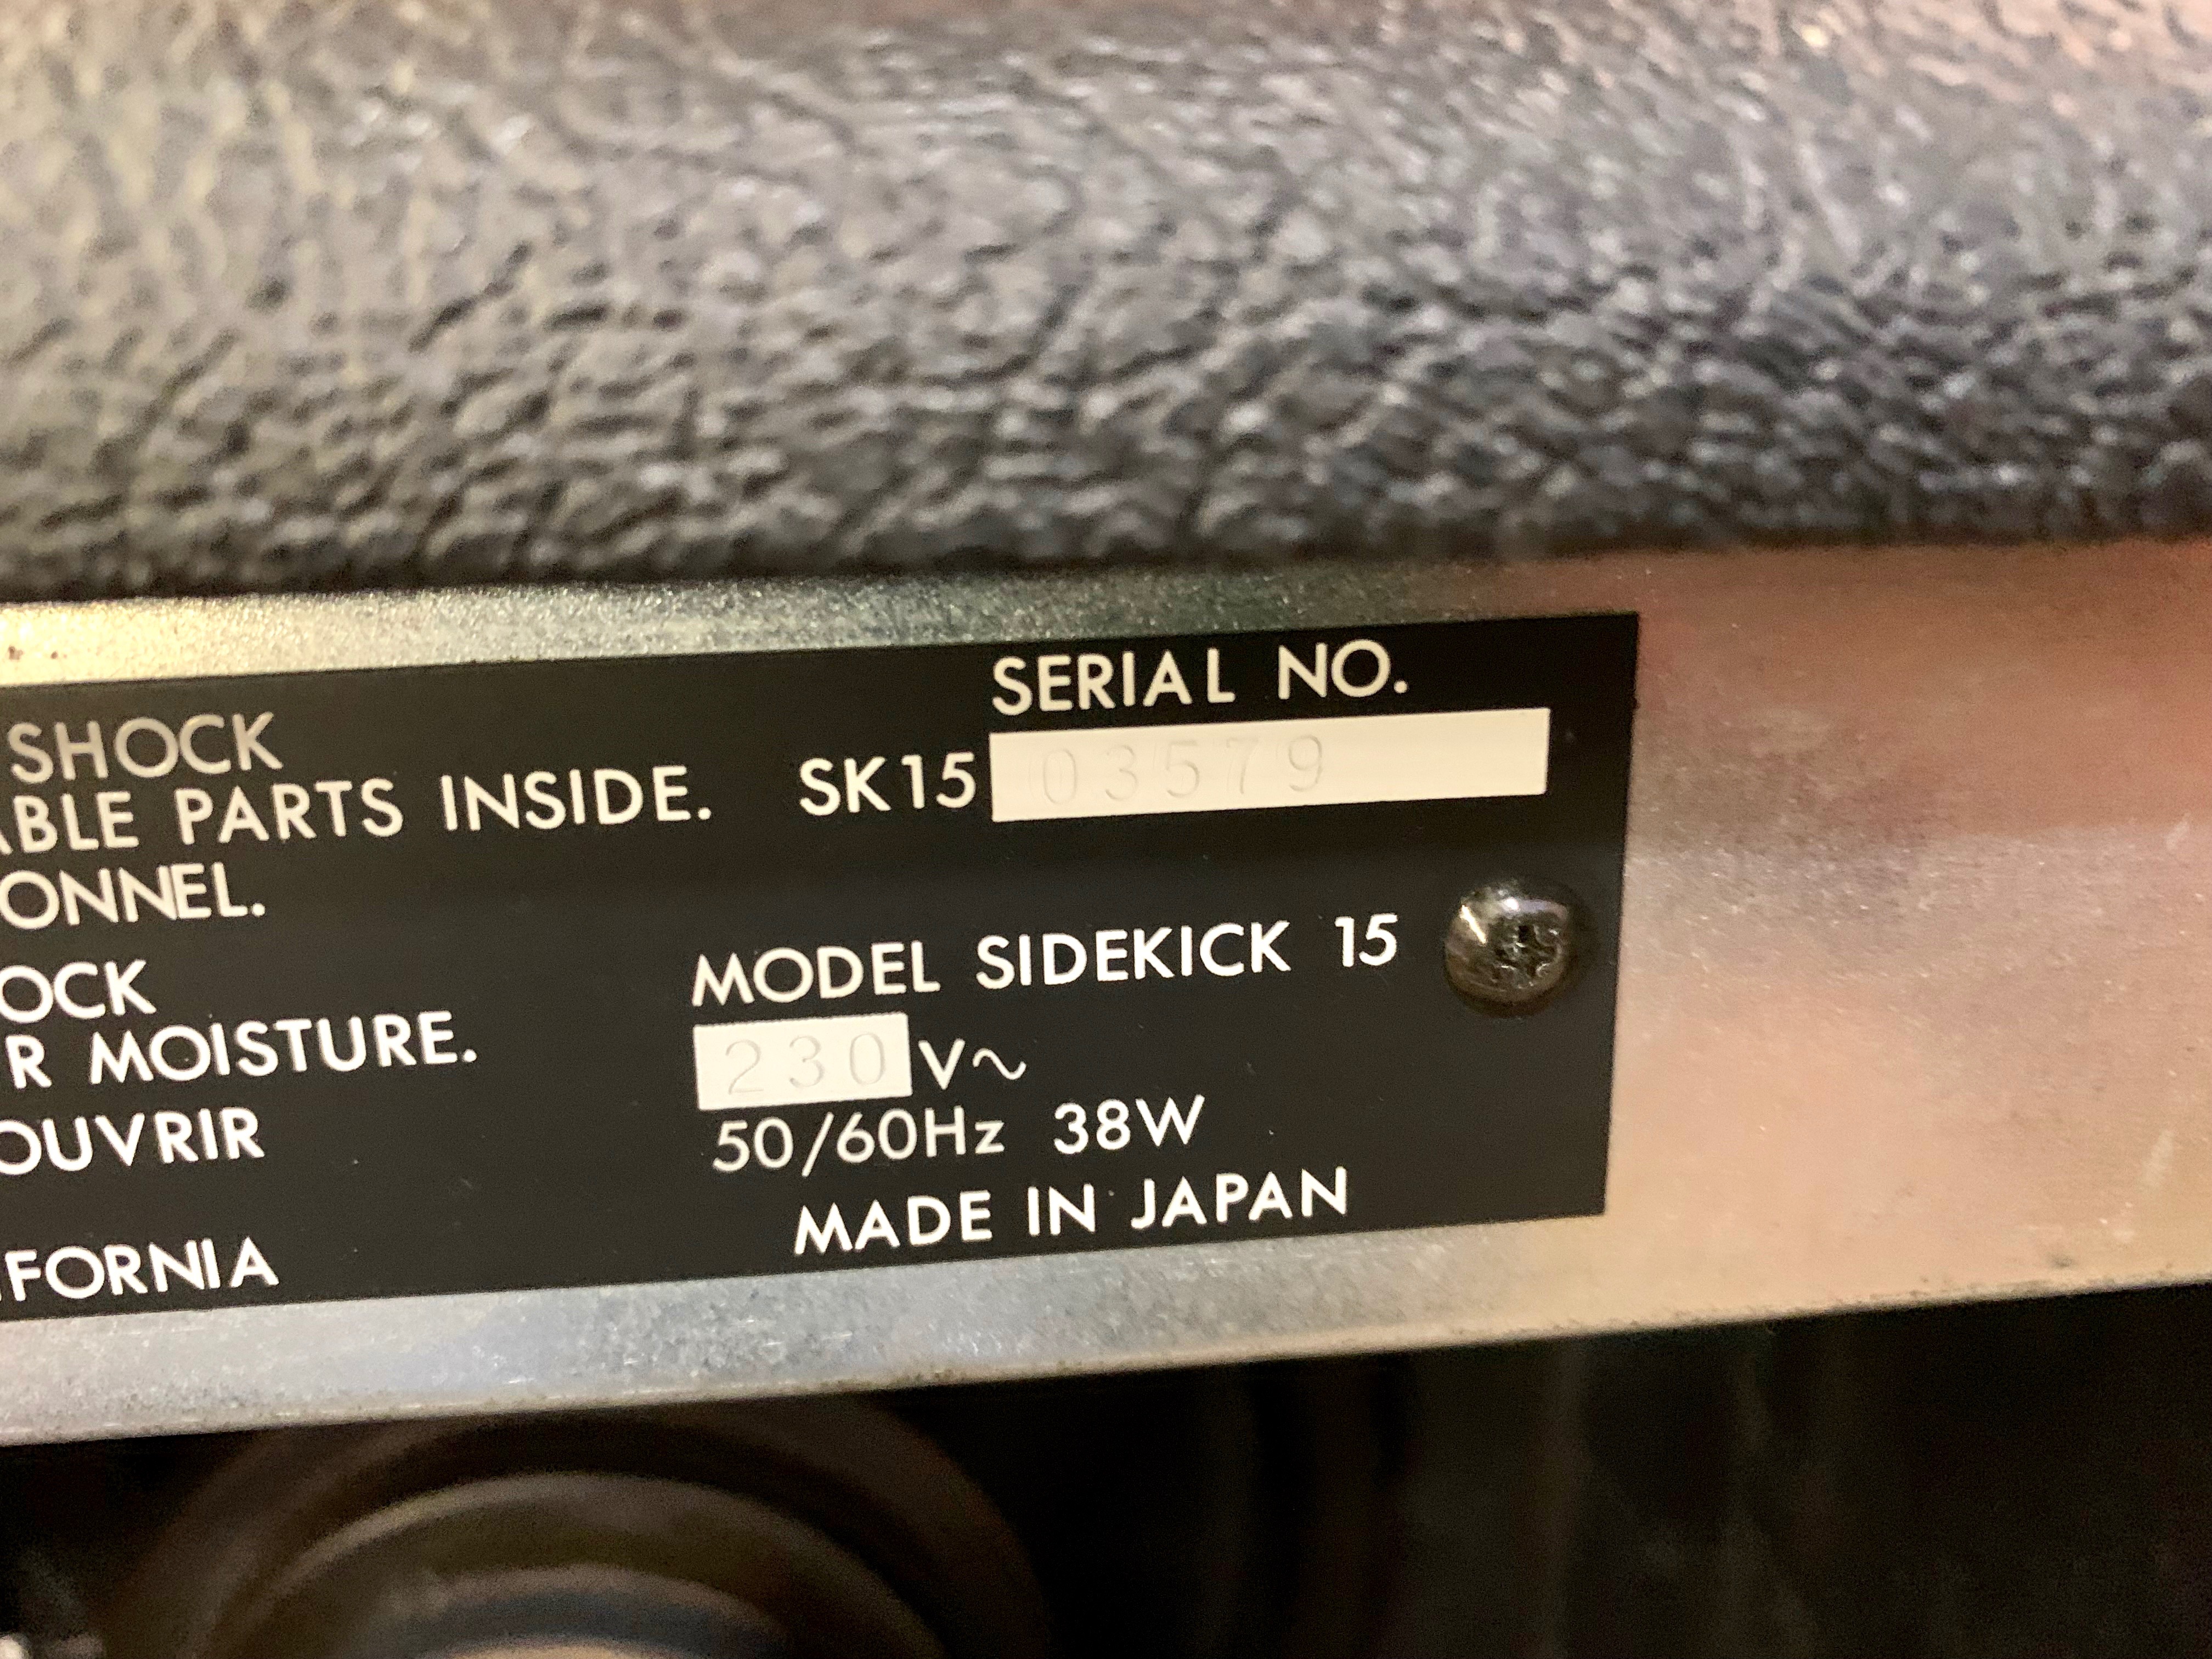 SHOCK
ABLE PARTS INSIDE.
ONNEL.
OCK
R MOISTURE.
OUVRIR
IFORNIA
SERIAL NO.
SK15 03579
MODEL SIDEKICK 15
230 V~
50/60Hz 38W
MADE IN JAPAN